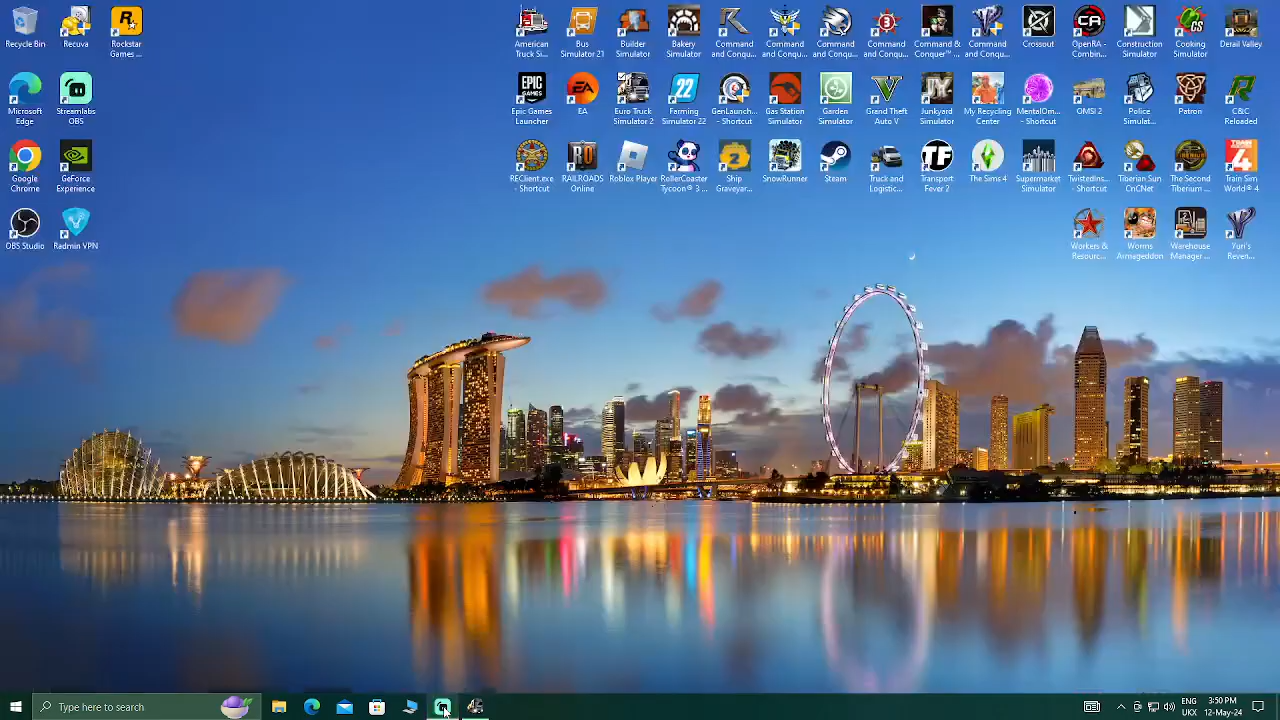 Recycle Bin
Recuva
Rockstar
Games ...
American
Truck Si...
Bus
Simulator 21
Builder
Simulator
Bakery
Simulator
Command
and Conqu...
Command
and Conqu...
Command
and Conqu...
Command
and Conqu...
Command &
Conquer™ ...
Command
and Conqu...
Crossout
OpenRA -
Combin...
Construction
Simulator
Cooking
Simulator
Derail Valley
Microsoft
Edge
Streamlabs
OBS
Epic Games
Launcher
EA
Euro Truck
Simulator 2
Farming
Simulator 22
GenLaunch...
- Shortcut
Gas Station
Simulator
Garden
Simulator
Grand Theft
Auto V
Junkyard
Simulator
My Recycling
Center
MentalOm...
- Shortcut
OMSI 2
Police
Simulat...
Patron
C&C
Reloaded
Google
Chrome
GeForce
Experience
REClient.exe
- Shortcut
RAILROADS
Online
Roblox Player
RollerCoaster
Tycoon® 3 ...
Ship
Graveyar...
SnowRunner
Steam
Truck and
Logistic...
Transport
Fever 2
The Sims 4
Supermarket
Simulator
TwistedIns...
- Shortcut
Tiberian Sun
CnCNet
The Second
Tiberium ...
Train Sim
World® 4
OBS Studio
Radmin VPN
Workers &
Resourc...
Worms
Armageddon
Warehouse
Manager ...
Yuri's
Reven...
Type here to search
ENG
UKX
3:50 PM
12-May-24